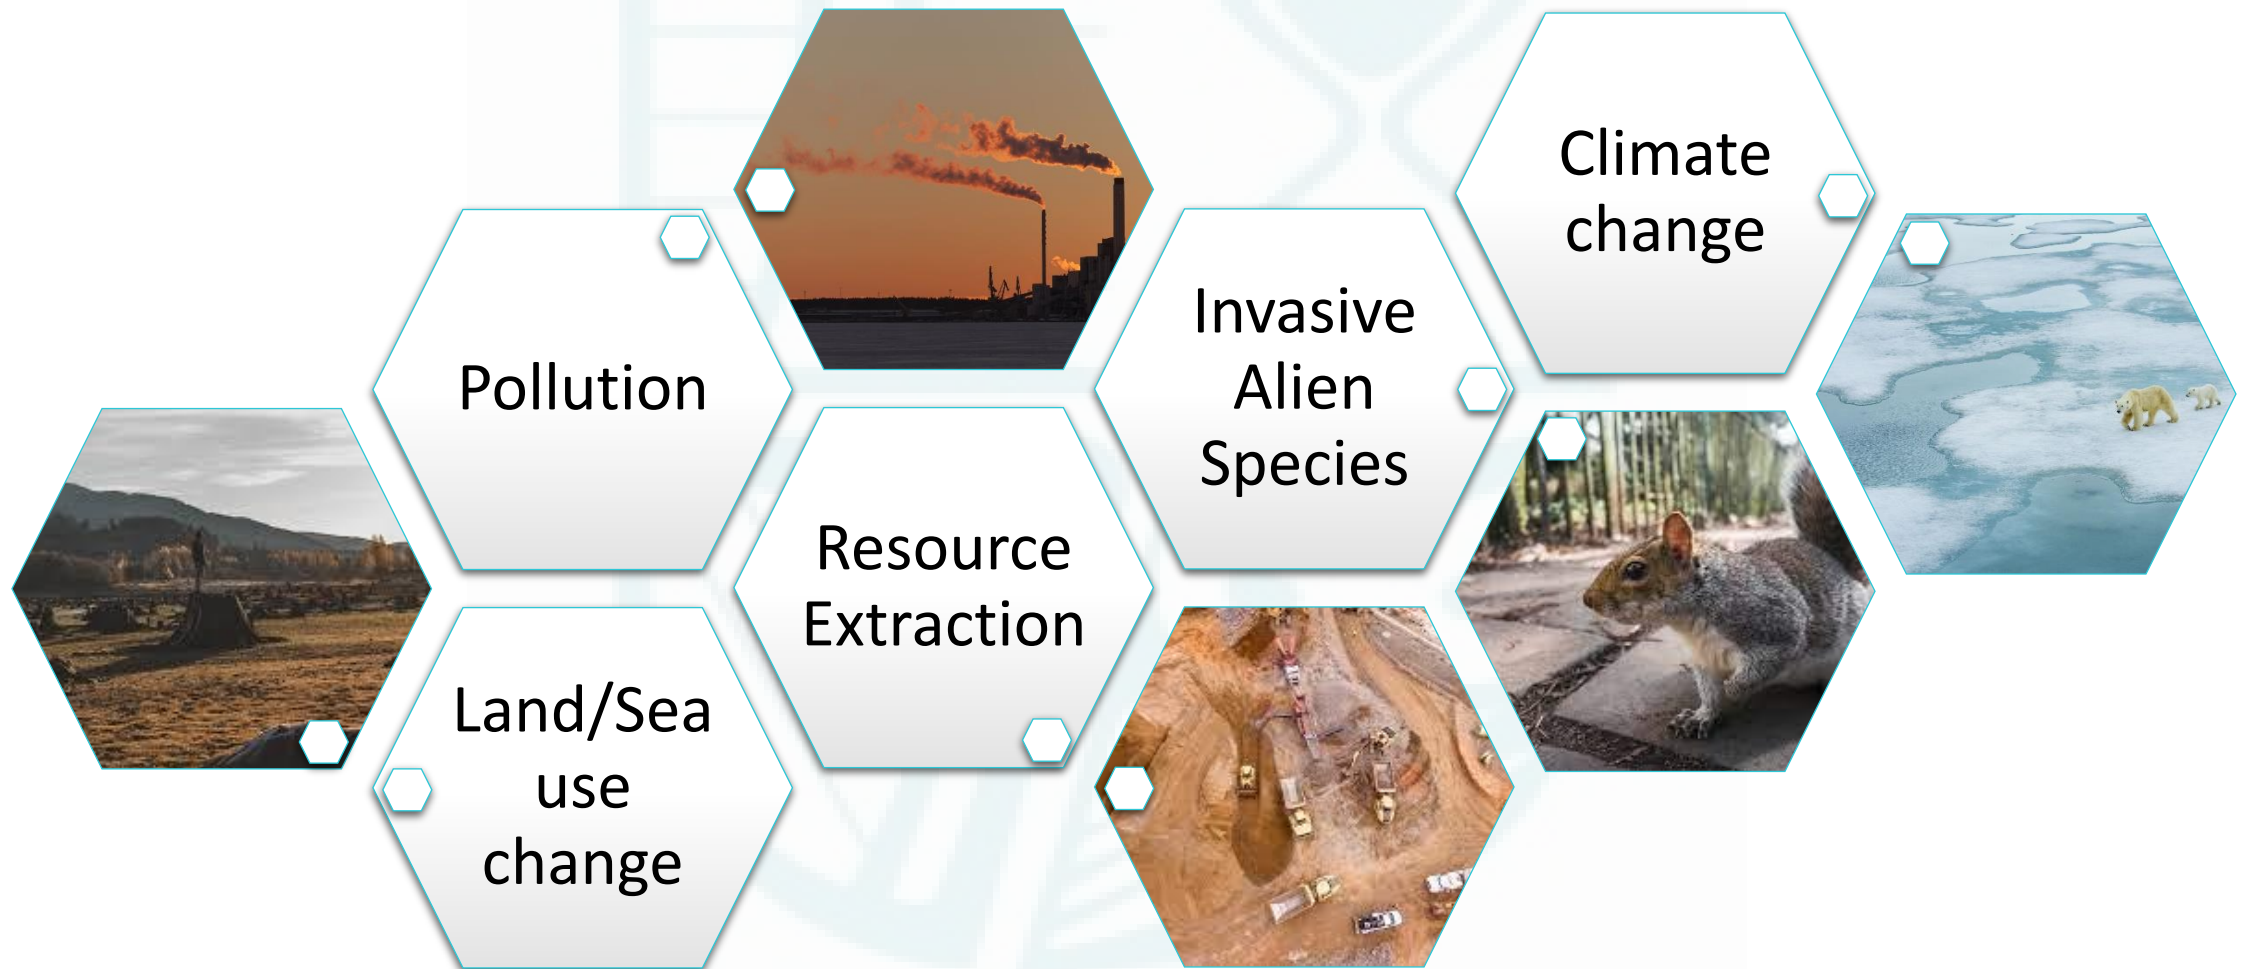 Pollution
Land/Sea
use
change
Resource
Extraction
Invasive
Alien
Species
Climate
change